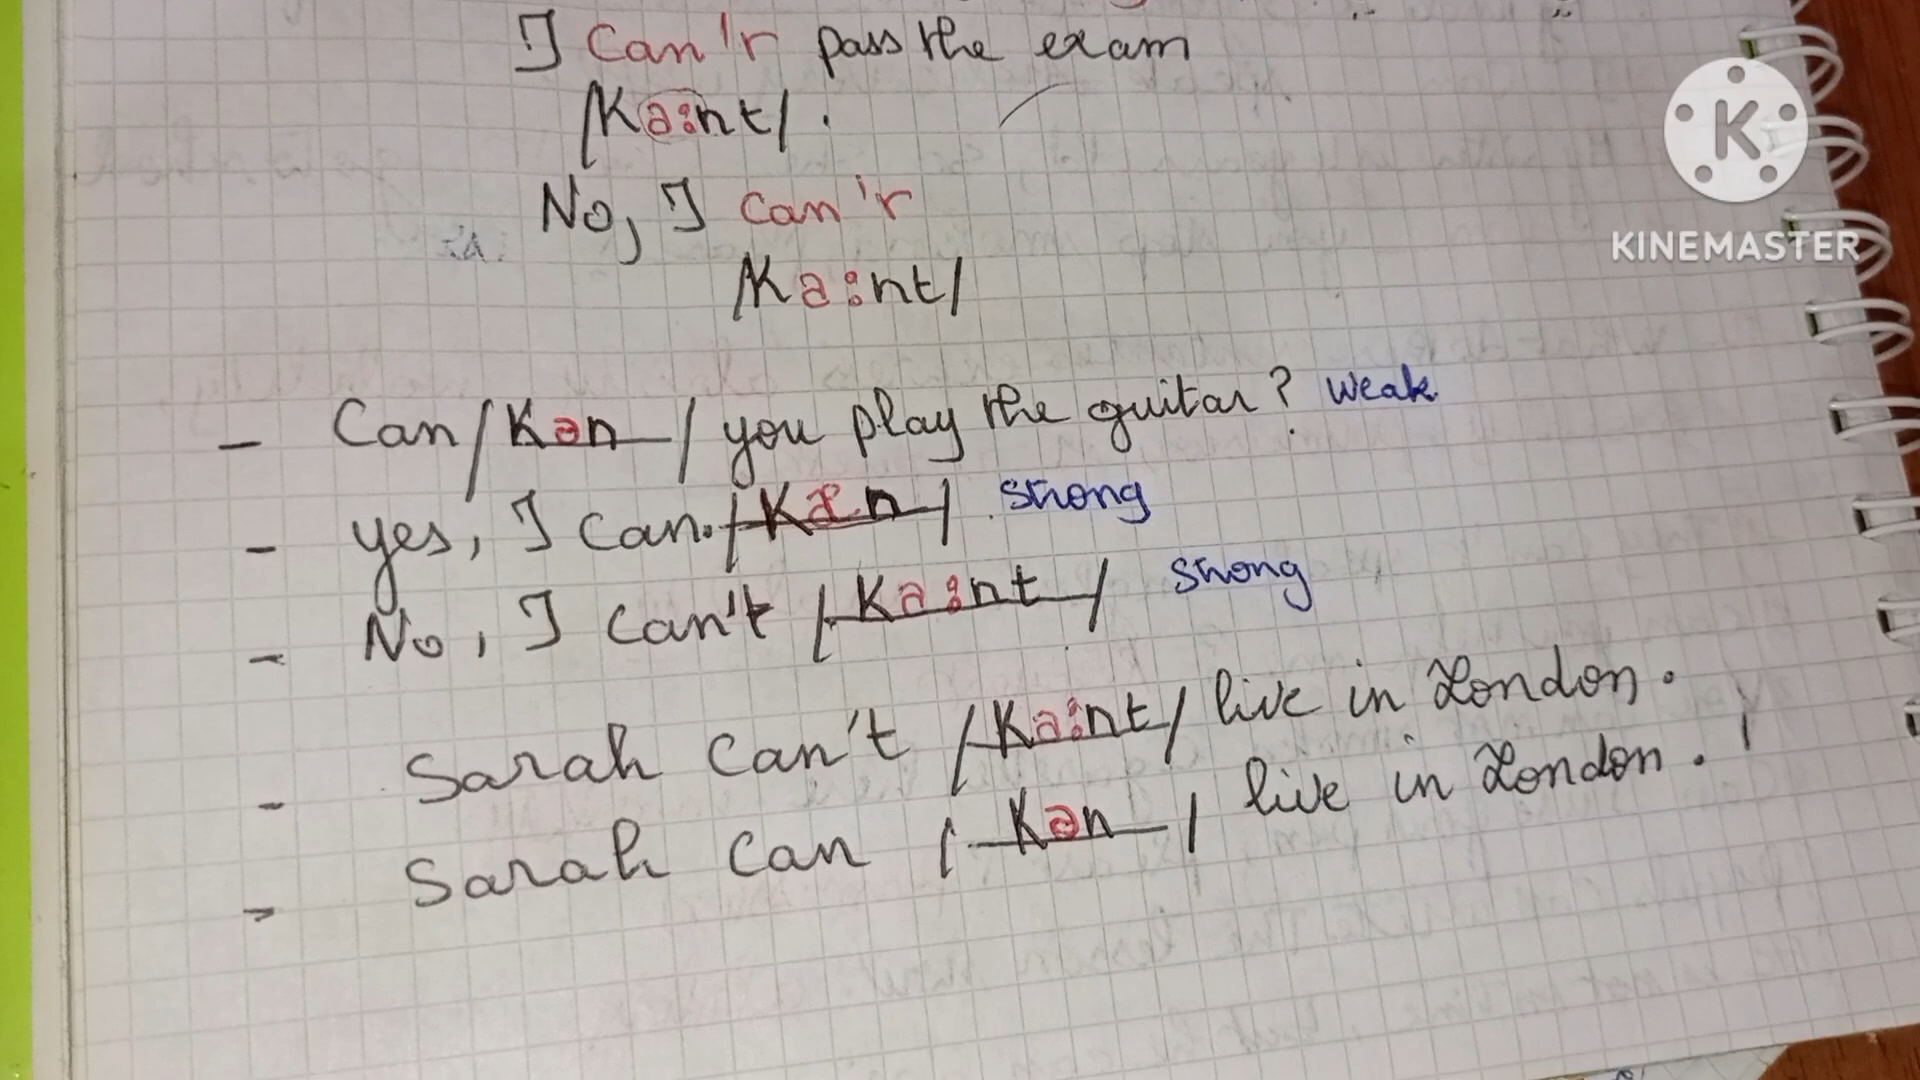 I can't pass the exam
/Ka:nt/.
No, I can't
/Ka:nt/
- Can /Kən/ you play the guitar? weak
- yes, I can. /Kæn/ strong
- No, I can't /Ka:nt/ strong
- Sarah can't /Ka:nt/ live in London.
- Sarah can /Kən/ live in London.
K
KINEMASTER